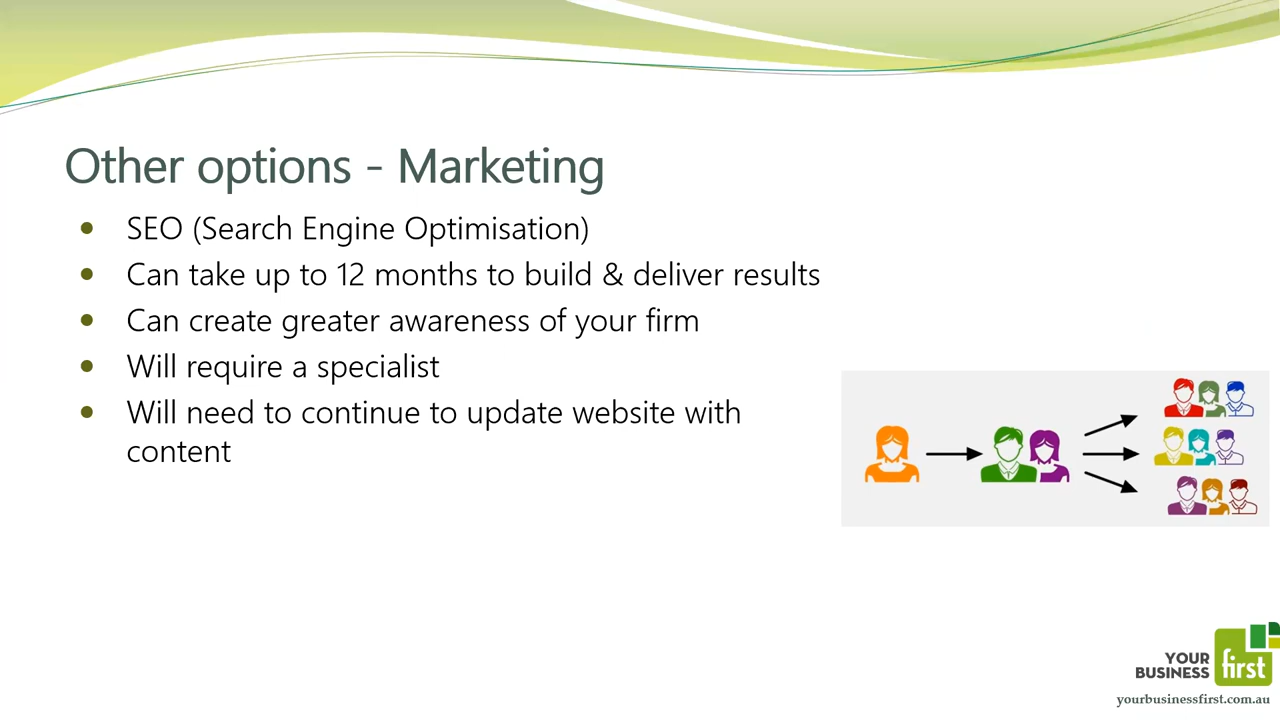 Other options - Marketing
SEO (Search Engine Optimisation)
Can take up to 12 months to build & deliver results
Can create greater awareness of your firm
Will require a specialist
Will need to continue to update website with
content
YOUR
BUSINESS first
yourbusinessfirst.com.au